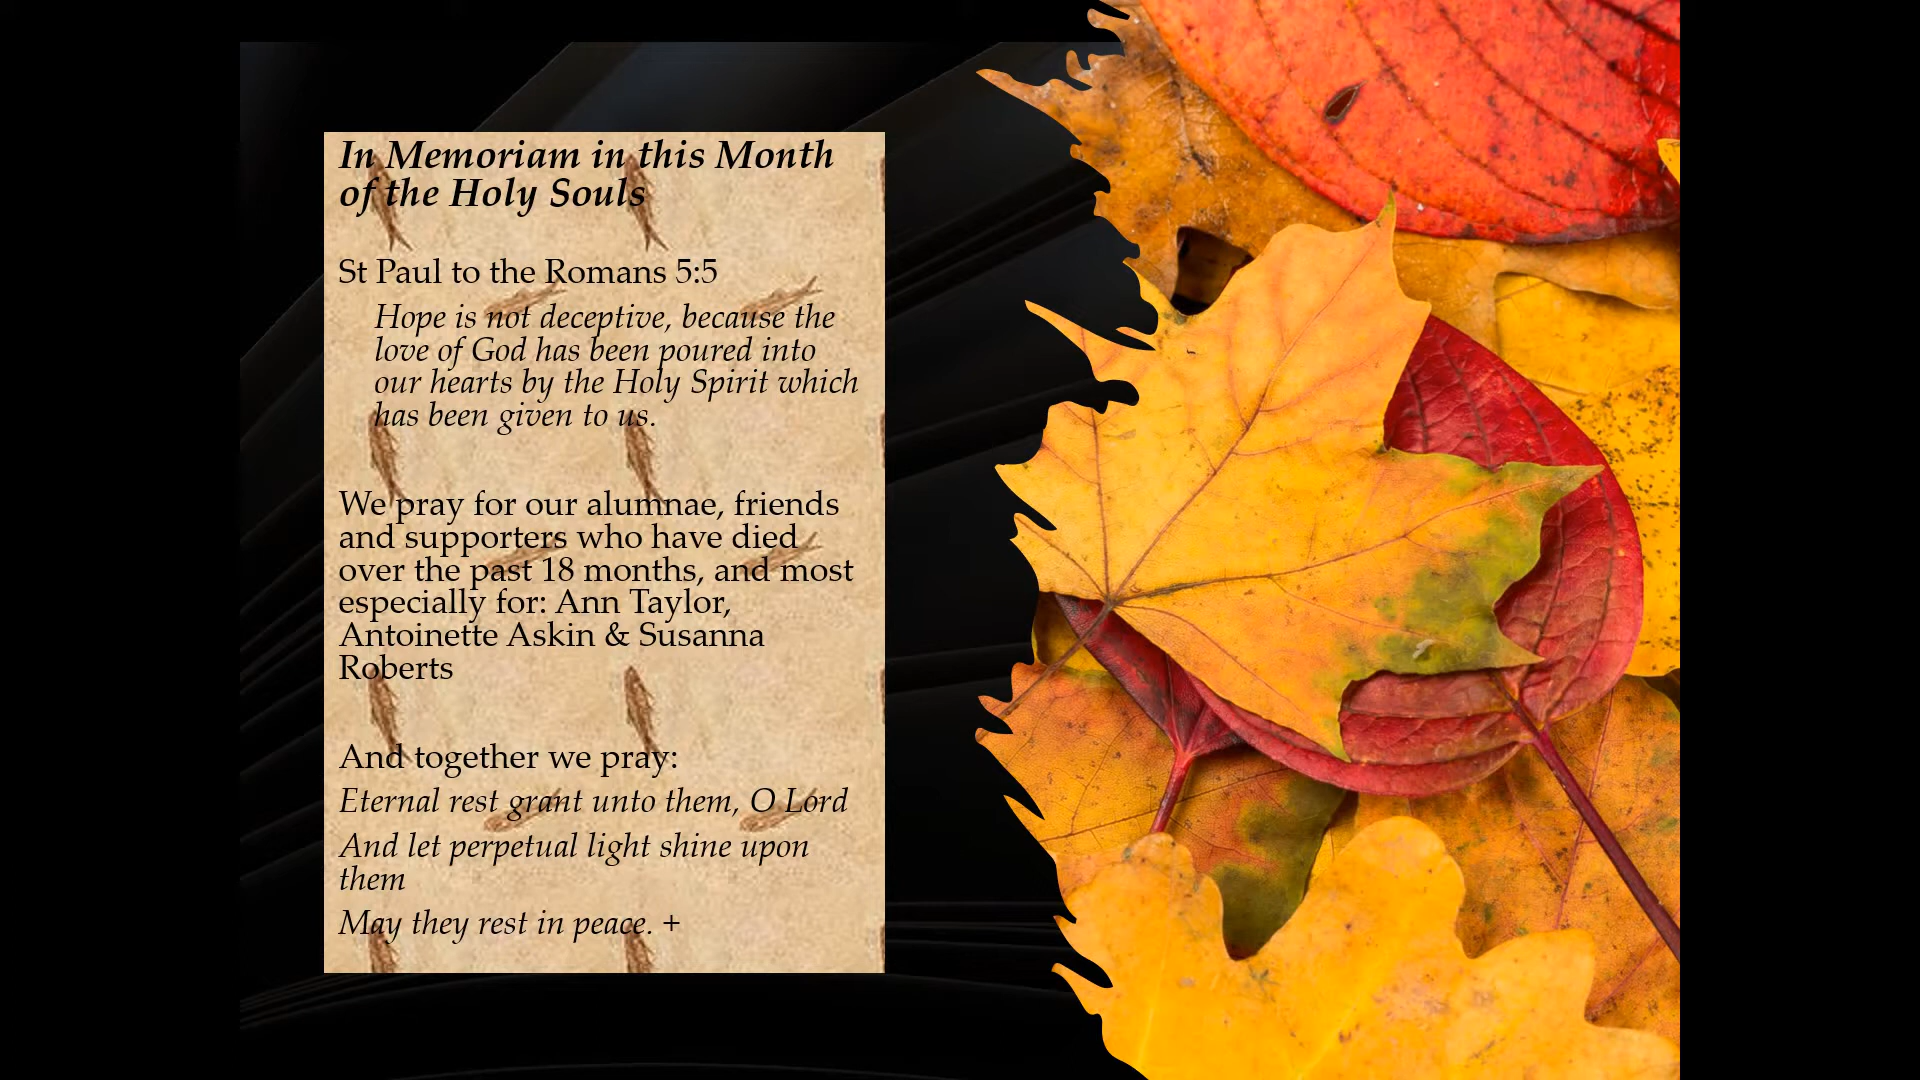 In Memoriam in this Month
of the Holy Souls
St Paul to the Romans 5:5
Hope is not deceptive, because the
love of God has been poured into
our hearts by the Holy Spirit which
has been given to us.
We pray for our alumnae, friends
and supporters who have died
over the past 18 months, and most
especially for: Ann Taylor,
Antoinette Askin & Susanna
Roberts
And together we pray:
Eternal rest grant unto them, O Lord
And let perpetual light shine upon
them
May they rest in peace. +